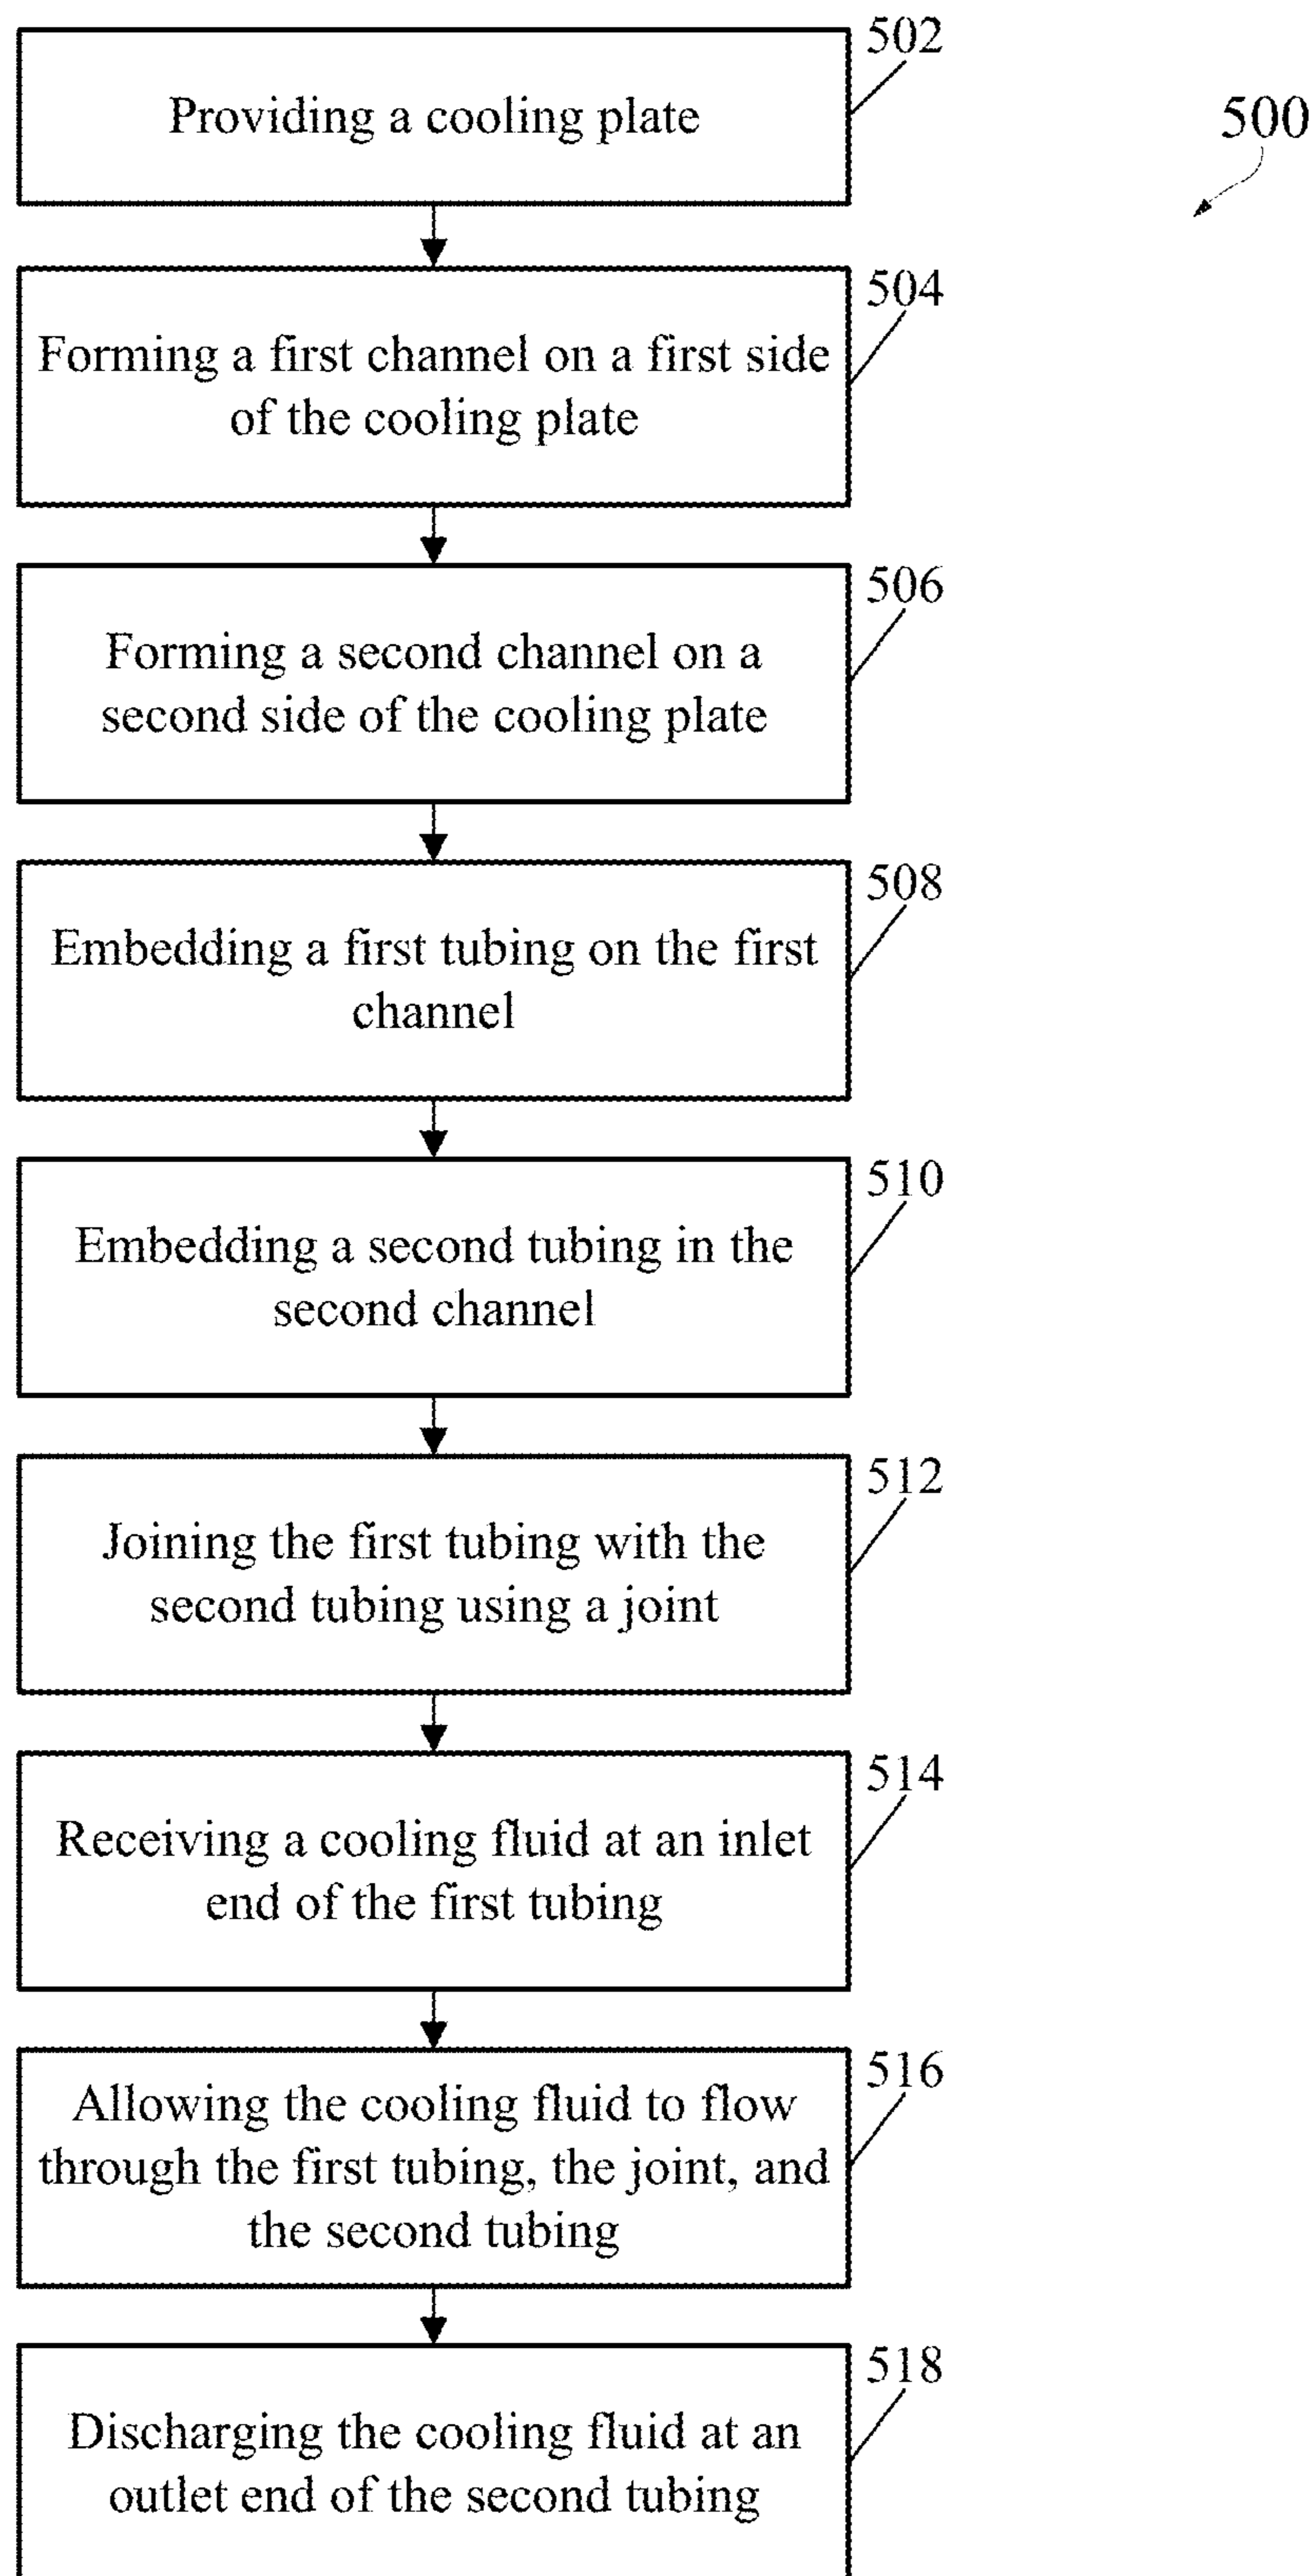 502
Providing a cooling plate
500
504
Forming a first channel on a first side
of the cooling plate
506
Forming a second channel on a
second side of the cooling plate
508
Embedding a first tubing on the first
channel
510
Embedding a second tubing in the
second channel
512
Joining the first tubing with the
second tubing using a joint
514
Receiving a cooling fluid at an inlet
end of the first tubing
516
Allowing the cooling fluid to flow
through the first tubing, the joint, and
the second tubing
518
Discharging the cooling fluid at an
outlet end of the second tubing